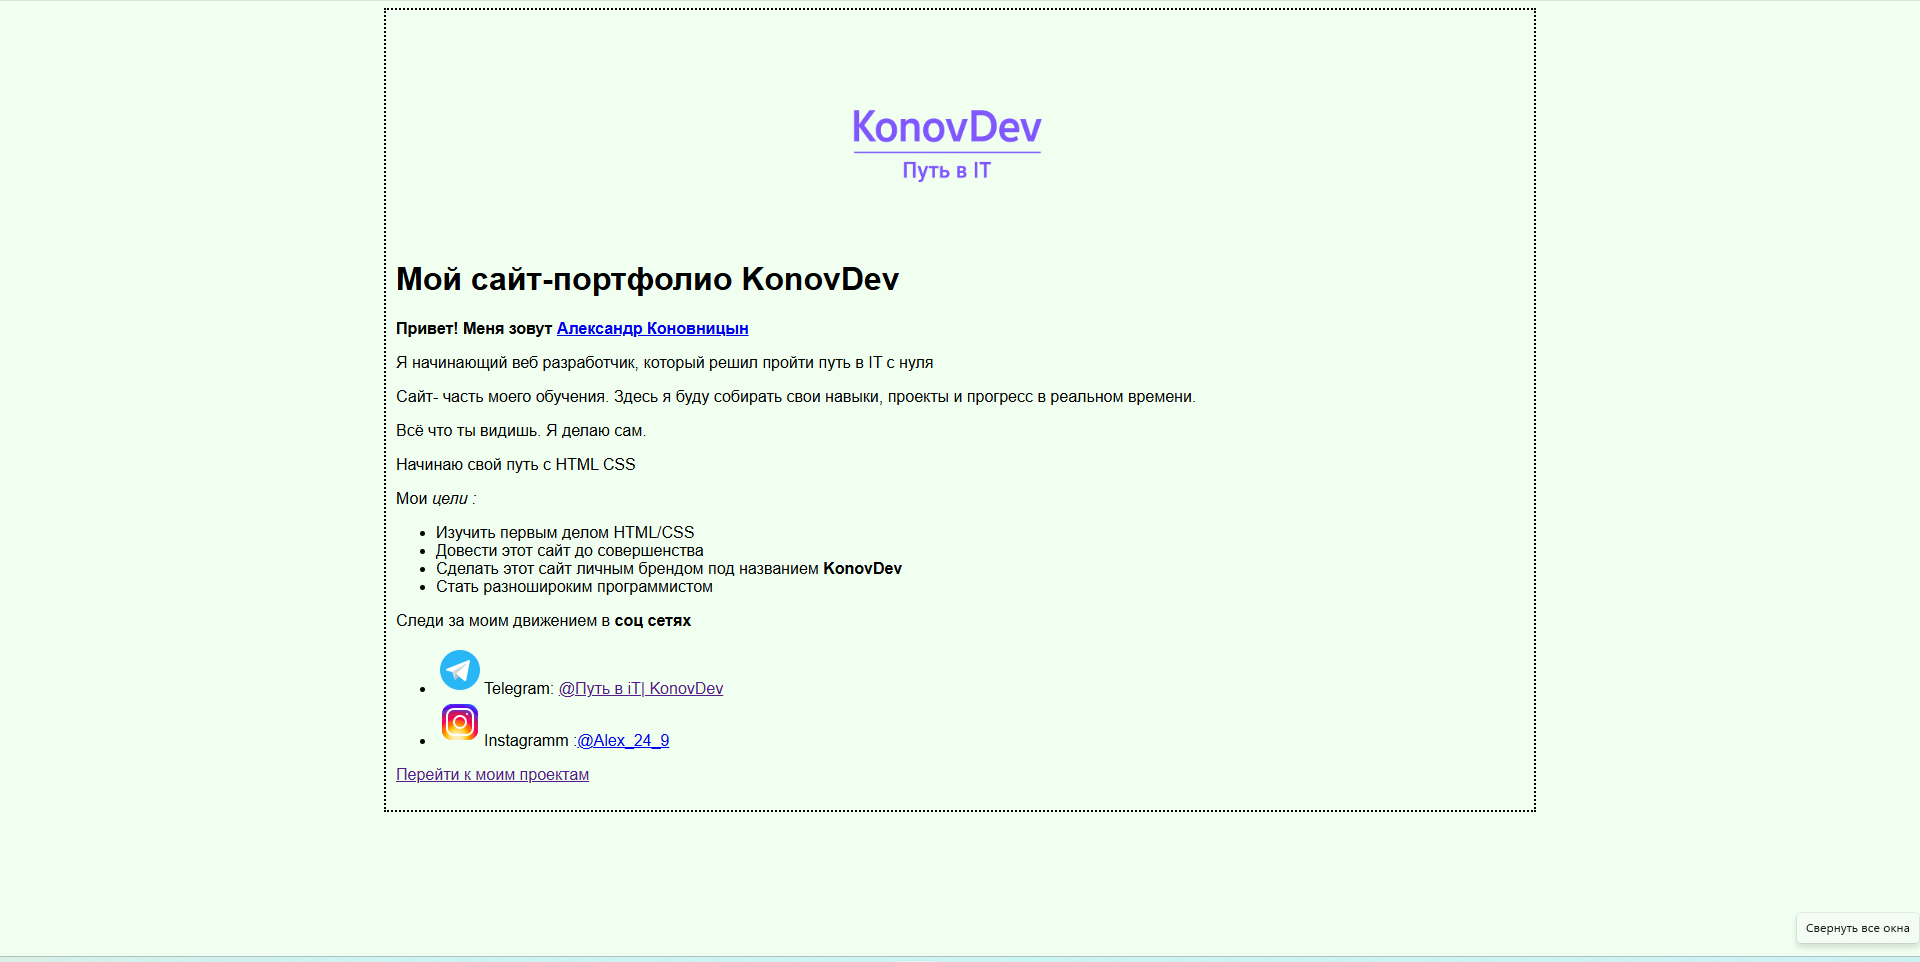 KonovDev
Путь в IT
Мой сайт-портфолио KonovDev
Привет! Меня зовут Александр Коновницын
Я начинающий веб разработчик, который решил пройти путь в IT с нуля
Сайт- часть моего обучения. Здесь я буду собирать свои навыки, проекты и прогресс в реальном времени.
Всё что ты видишь. Я делаю сам.
Начинаю свой путь с HTML CSS
Мои цели :
Изучить первым делом HTML/CSS
Довести этот сайт до совершенства
Сделать этот сайт личным брендом под названием KonovDev
Стать разношироким программистом
Следи за моим движением в соц сетях
Telegram: @Путь в iT| KonovDev
Instagramm :@Alex_24_9
Перейти к моим проектам
Свернуть все окна